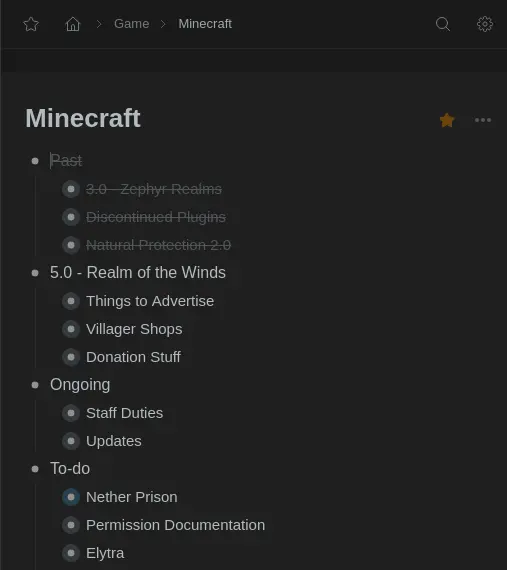 Game
Minecraft
Minecraft
Past
3.0 - Zephyr Realms
Discontinued Plugins
Natural Protection 2.0
5.0 - Realm of the Winds
Things to Advertise
Villager Shops
Donation Stuff
Ongoing
Staff Duties
Updates
To-do
Nether Prison
Permission Documentation
Elytra